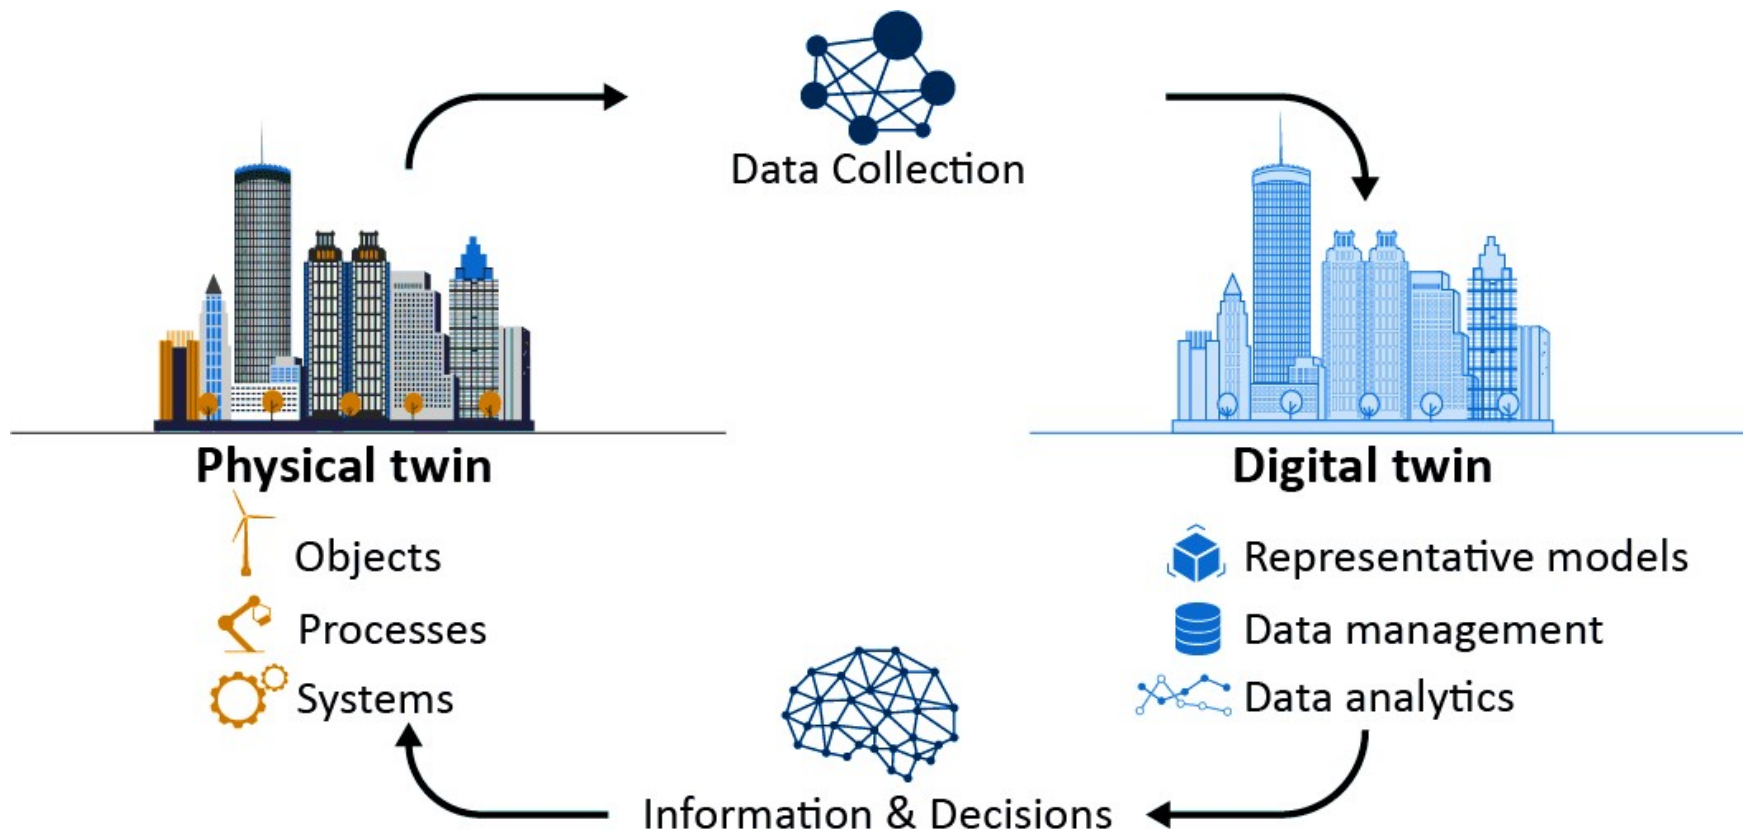 Data Collection
Physical twin
Digital twin
Objects
Representative models
Processes
Data management
Systems
Data analytics
Information & Decisions